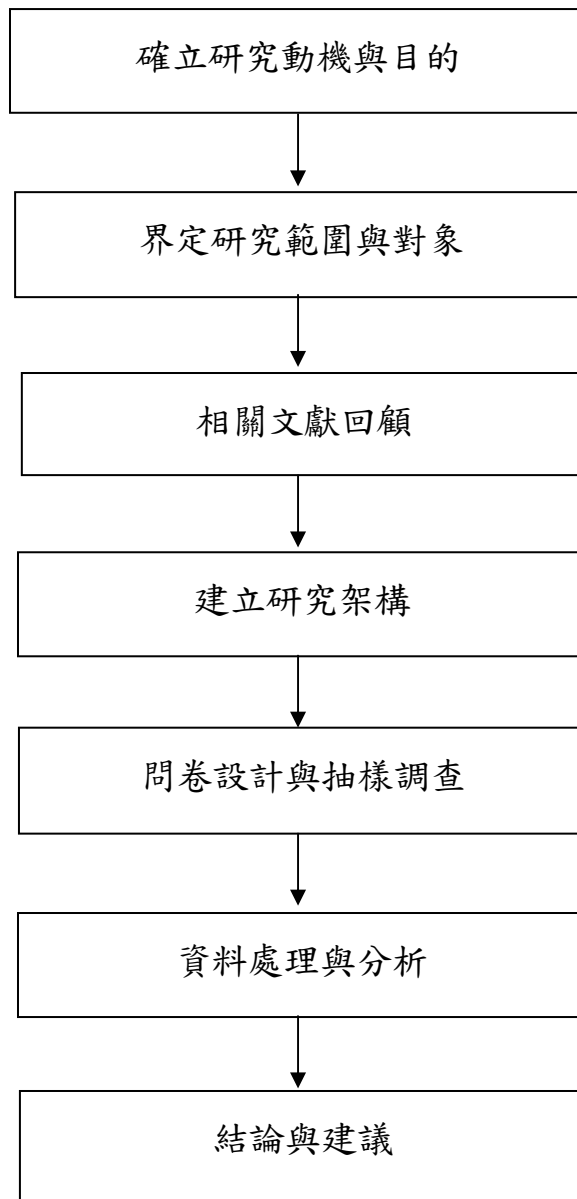 確立研究動機與目的
界定研究範圍與對象
相關文獻回顧
建立研究架構
問卷設計與抽樣調查
資料處理與分析
結論與建議